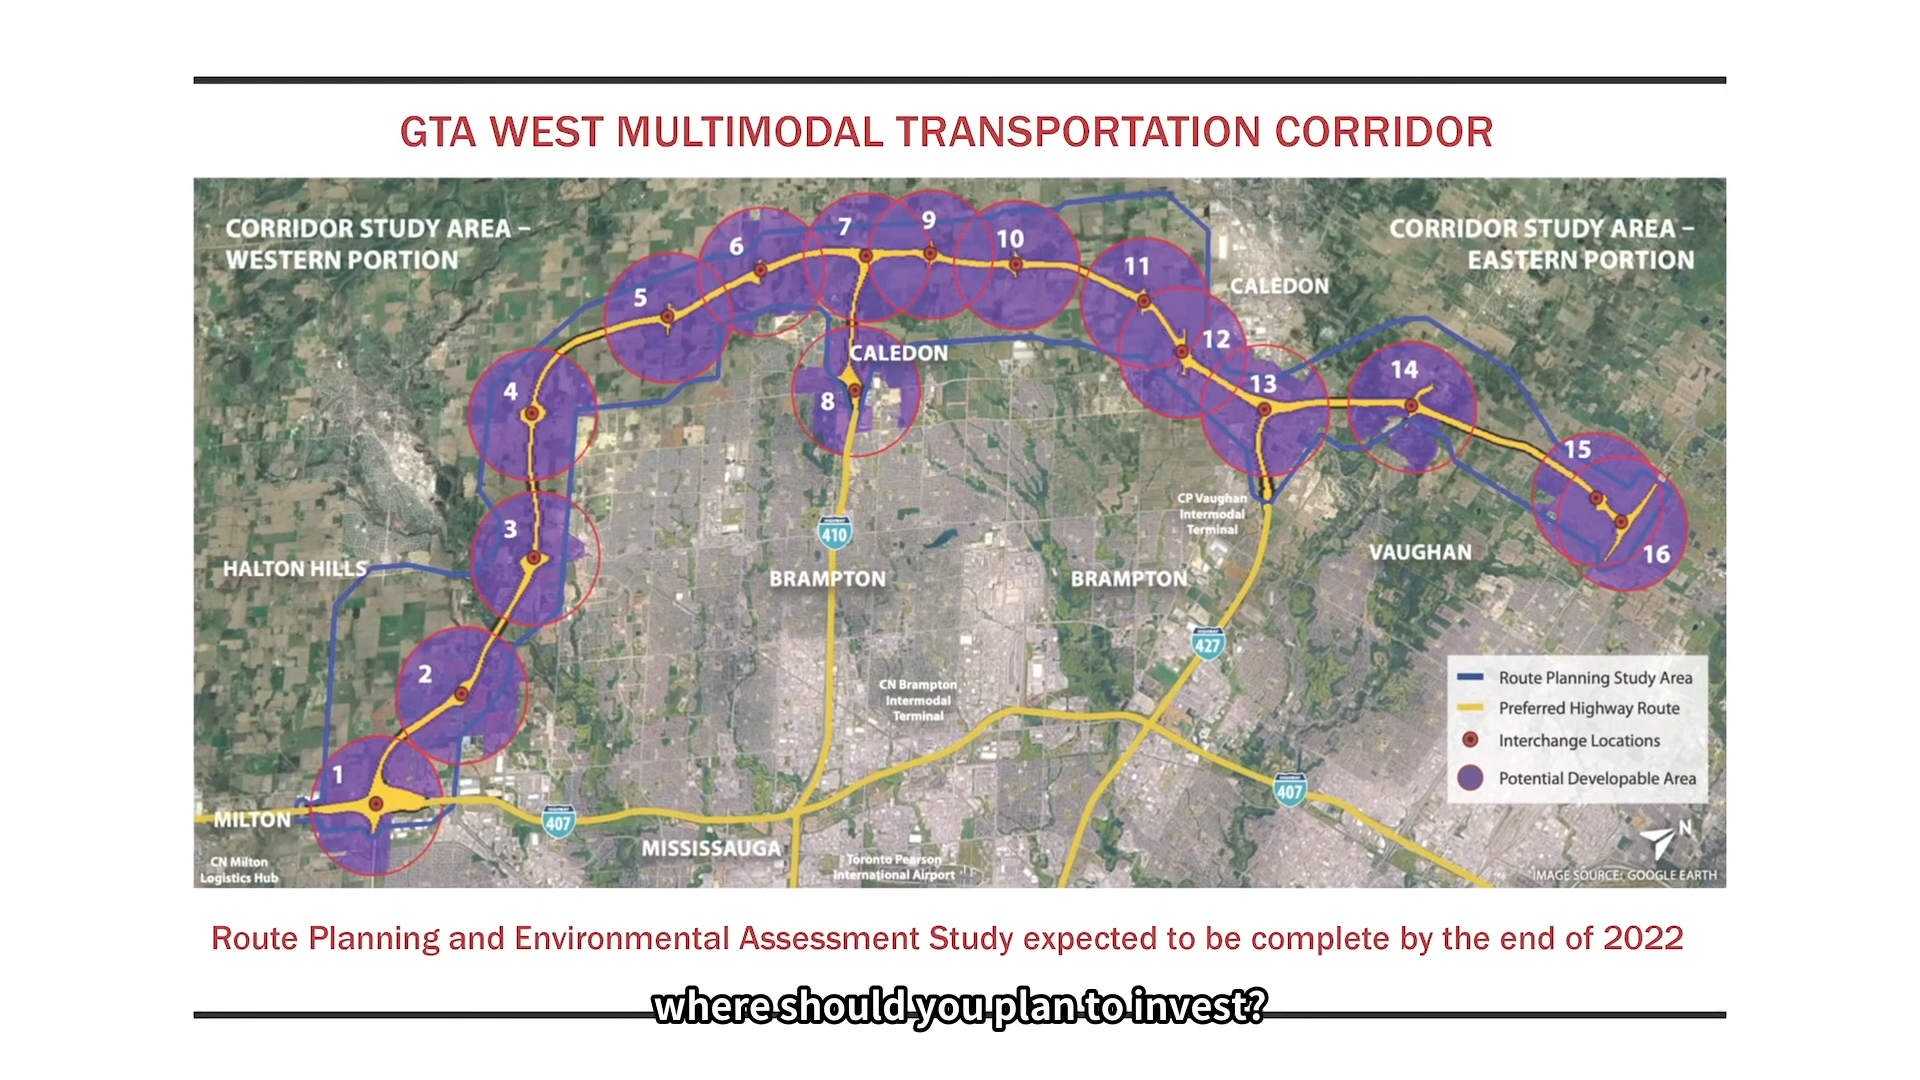 GTA WEST MULTIMODAL TRANSPORTATION CORRIDOR
CORRIDOR STUDY AREA –
WESTERN PORTION
CORRIDOR STUDY AREA –
EASTERN PORTION
7
9
6
10
11
5
CALEDON
12
CALEDON
14
13
4
8
15
3
CP Vaughan
Intermodal
Terminal
HIGHWAY
410
VAUGHAN
16
HALTON HILLS
BRAMPTON
BRAMPTON
HIGHWAY
427
2
CN Brampton
Intermodal
Terminal
Route Planning Study Area
Preferred Highway Route
Interchange Locations
Potential Developable Area
1
HIGHWAY
407
HIGHWAY
407
MILTON
MISSISSAUGA
N
CN Milton
Logistics Hub
Toronto Pearson
International Airport
IMAGE SOURCE: GOOGLE EARTH
Route Planning and Environmental Assessment Study expected to be complete by the end of 2022
where should you plan to invest?